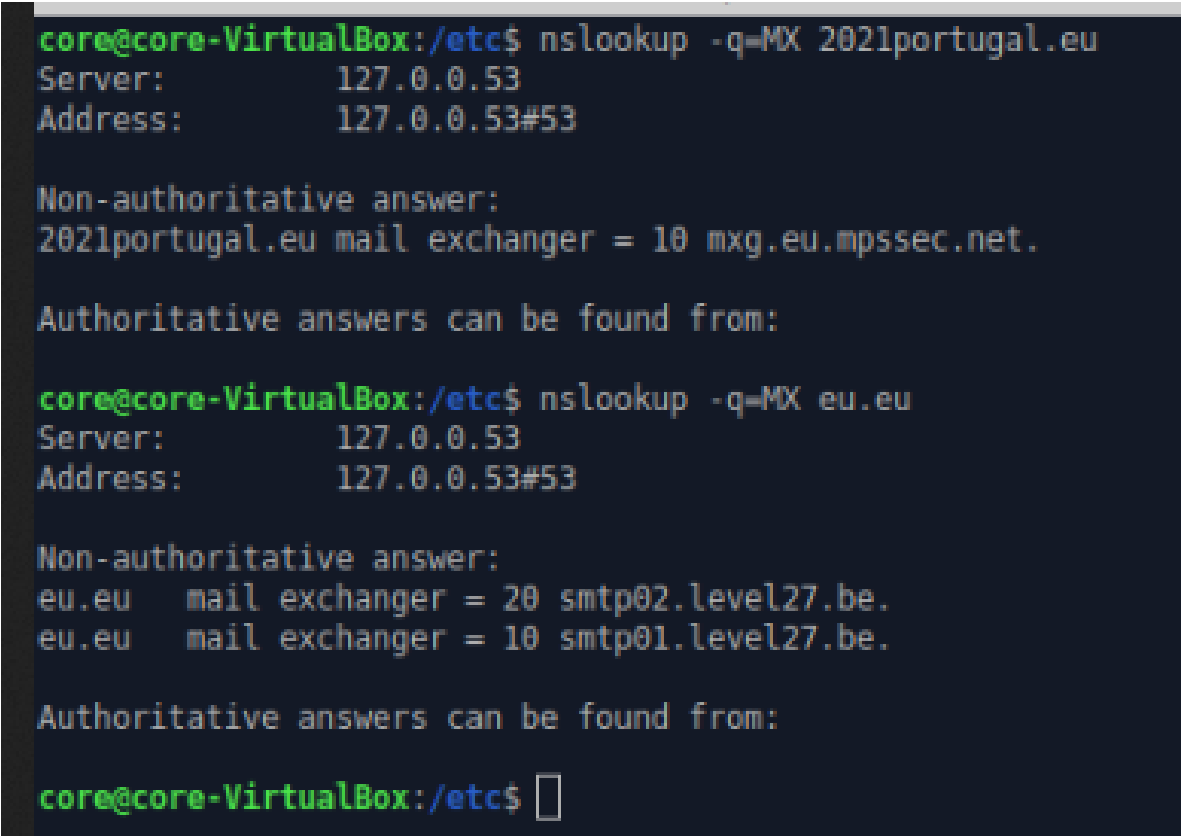 core@core-VirtualBox:/etc$ nslookup -q=MX 2021portugal.eu
Server:		127.0.0.53
Address:	127.0.0.53#53

Non-authoritative answer:
2021portugal.eu	mail exchanger = 10 mxg.eu.mpssec.net.

Authoritative answers can be found from:

core@core-VirtualBox:/etc$ nslookup -q=MX eu.eu
Server:		127.0.0.53
Address:	127.0.0.53#53

Non-authoritative answer:
eu.eu	mail exchanger = 20 smtp02.level27.be.
eu.eu	mail exchanger = 10 smtp01.level27.be.

Authoritative answers can be found from:

core@core-VirtualBox:/etc$